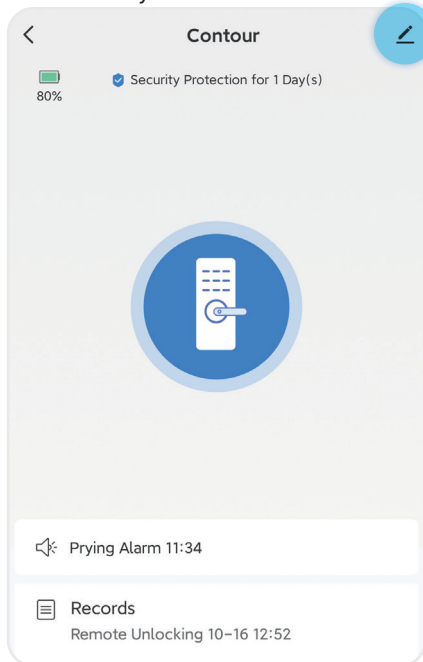 Contour
80%
Security Protection for 1 Day(s)
Prying Alarm 11:34
Records
Remote Unlocking 10-16 12:52